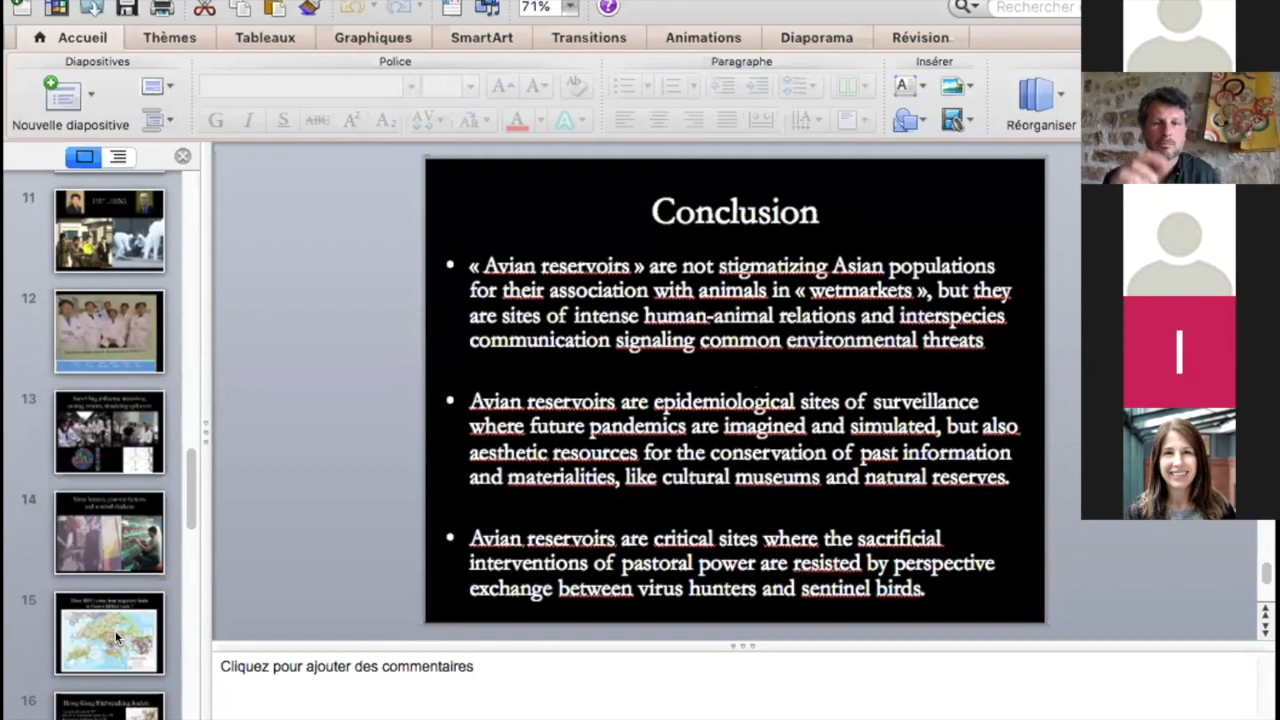 71%
Rechercher
Accueil
Thèmes
Tableaux
Graphiques
SmartArt
Transitions
Animations
Diaporama
Révision
Diapositives
Police
Paragraphe
Insérer
Nouvelle diapositive
Réorganiser
11
12
13
14
15
16
Conclusion
• « Avian reservoirs » are not stigmatizing Asian populations
for their association with animals in « wetmarkets », but they
are sites of intense human-animal relations and interspecies
communication signaling common environmental threats
• Avian reservoirs are epidemiological sites of surveillance
where future pandemics are imagined and simulated, but also
aesthetic resources for the conservation of past information
and materialities, like cultural museums and natural reserves.
• Avian reservoirs are critical sites where the sacrificial
interventions of pastoral power are resisted by perspective
exchange between virus hunters and sentinel birds.
Cliquez pour ajouter des commentaires
Hong Kong Birdwatching Society
I